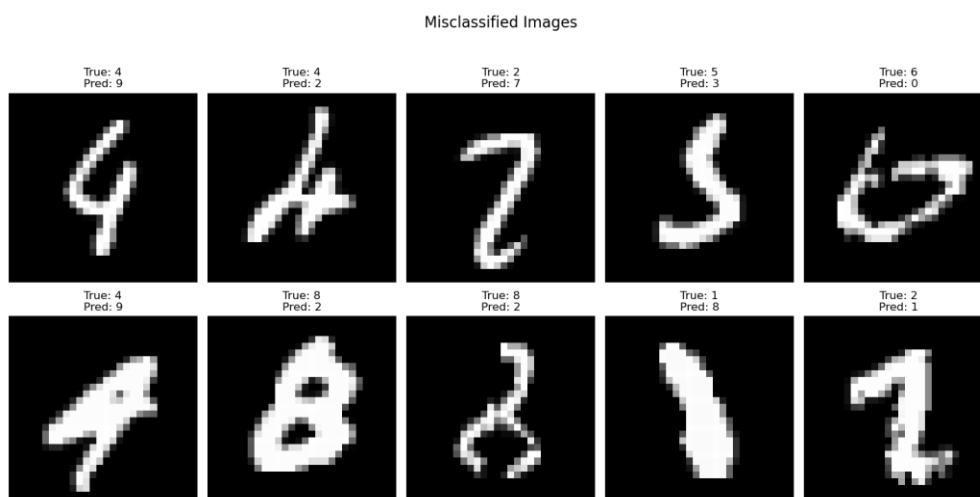 Misclassified Images
True: 4
Pred: 9
True: 4
Pred: 2
True: 2
Pred: 7
True: 5
Pred: 3
True: 6
Pred: 0
True: 4
Pred: 9
True: 8
Pred: 2
True: 8
Pred: 2
True: 1
Pred: 8
True: 2
Pred: 1